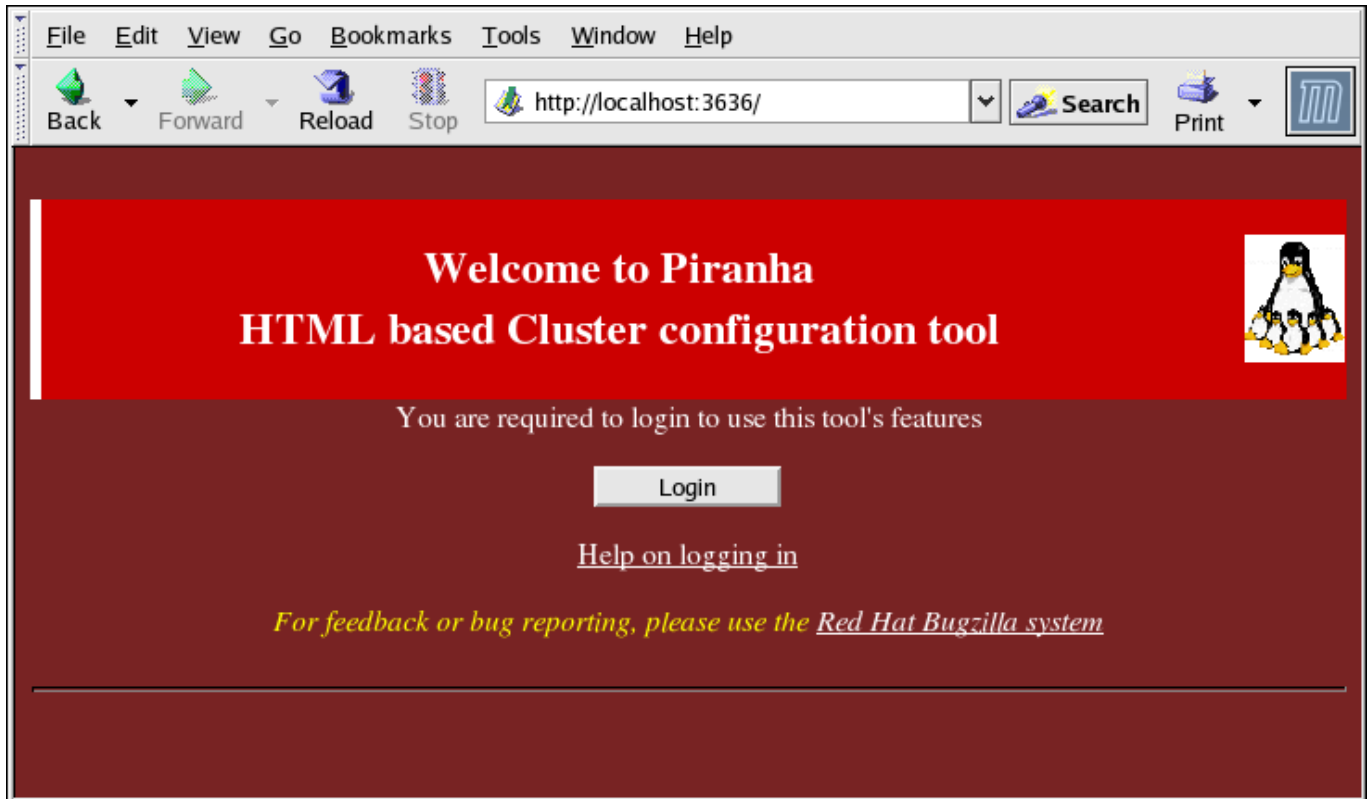 File Edit View Go Bookmarks Tools Window Help
Back Forward Reload Stop http://localhost:3636/ Search Print
Welcome to Piranha
HTML based Cluster configuration tool
You are required to login to use this tool's features
Login
Help on logging in
For feedback or bug reporting, please use the Red Hat Bugzilla system